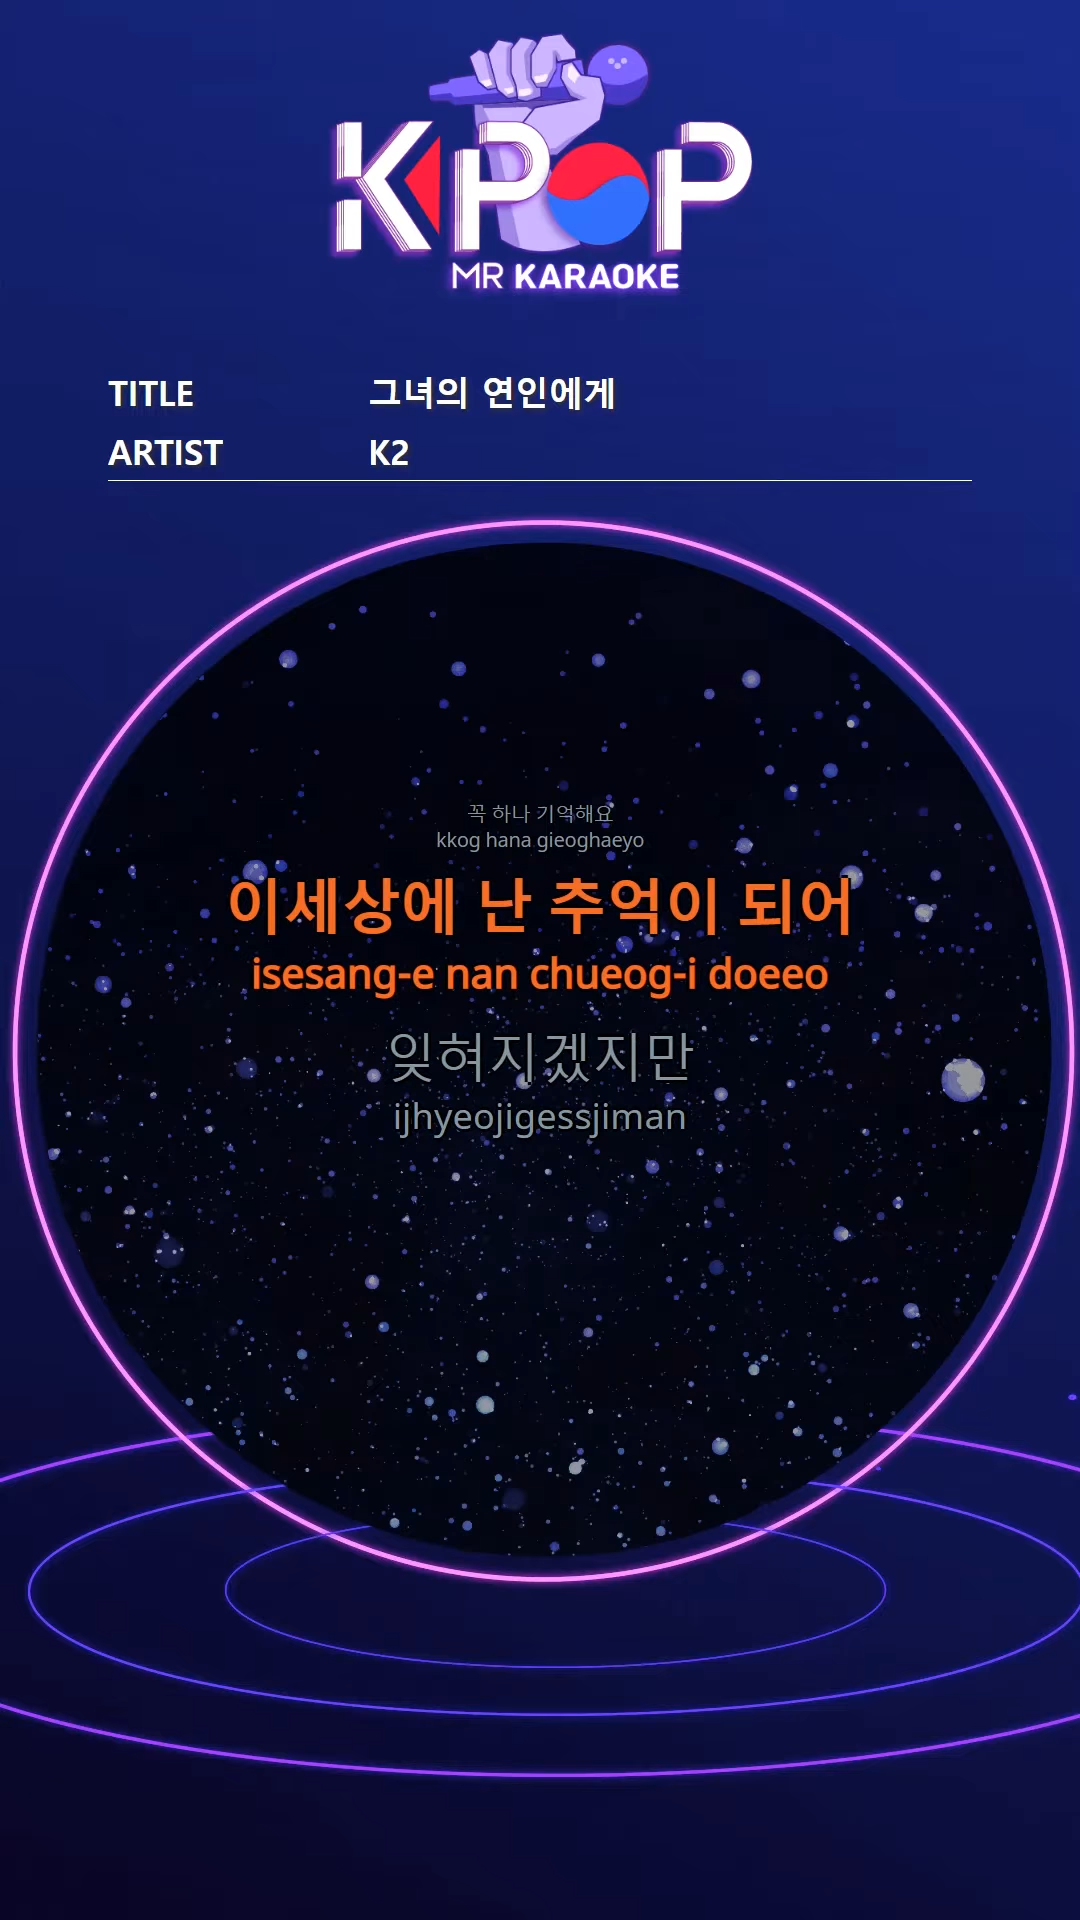 KPOP
MR KARAOKE
TITLE 그녀의 연인에게
ARTIST K2
꼭 하나 기억해요
kkog hana gieoghaeyo
이세상에 난 추억이 되어
isesang-e nan chueog-i doeeo
잊혀지겠지만
ijhyeojigessjiman